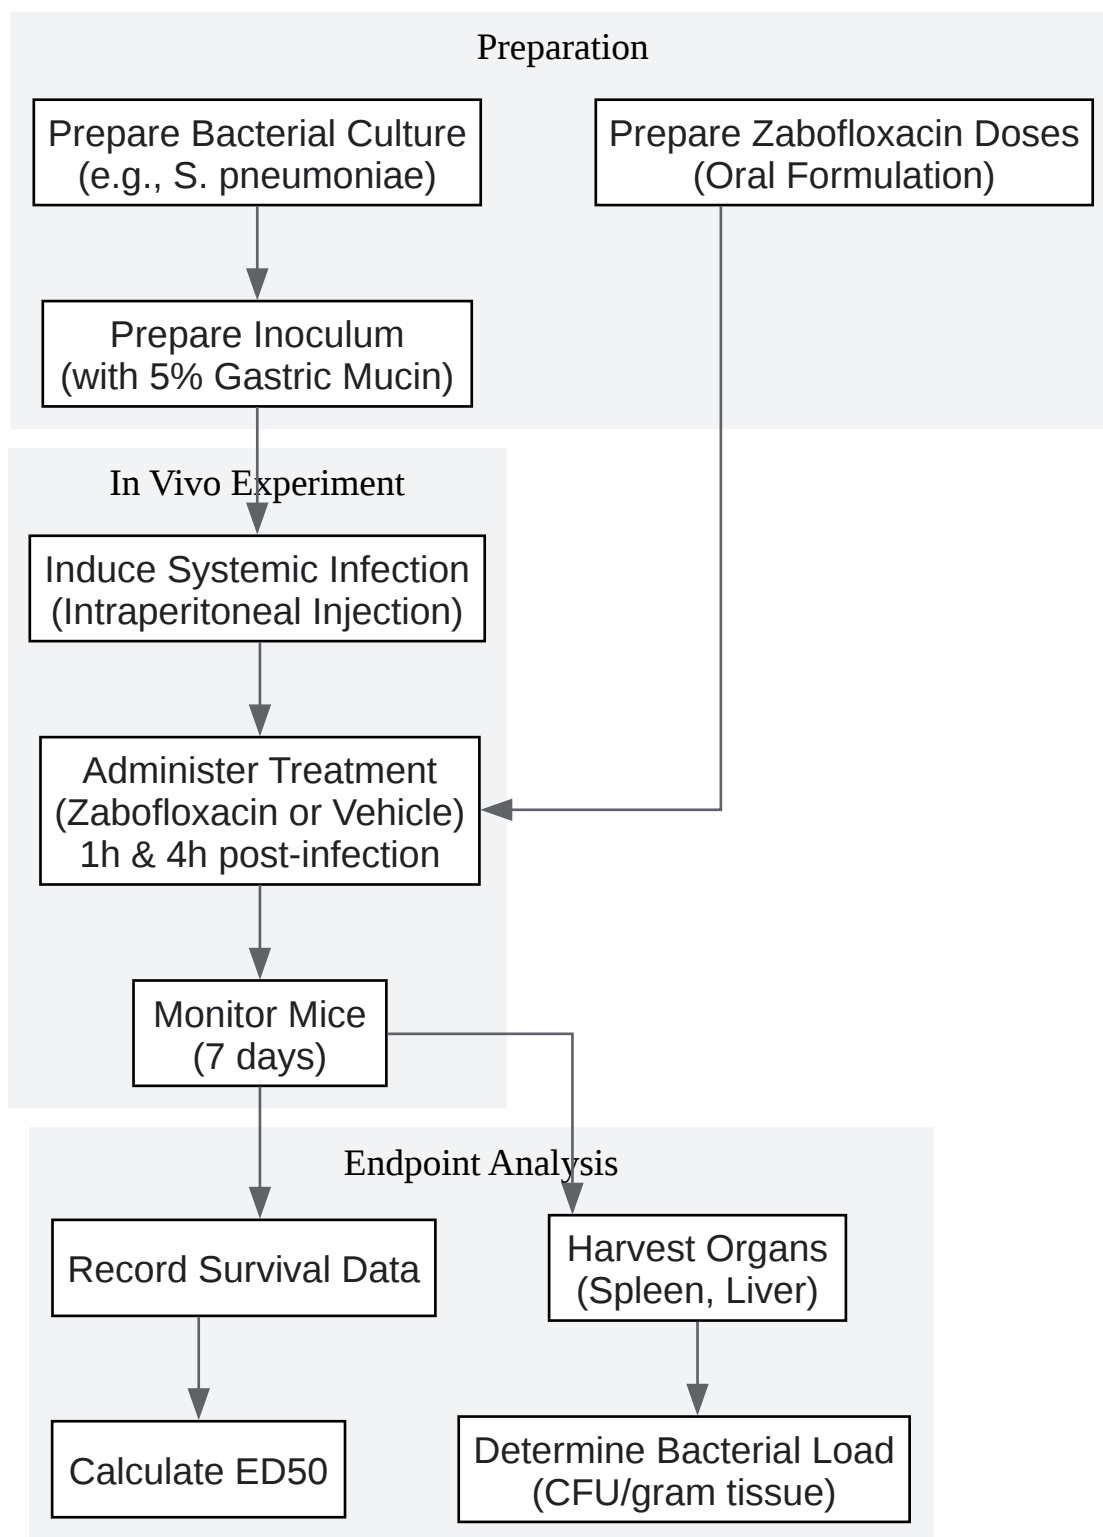 Preparation
Prepare Bacterial Culture
(e.g., S. pneumoniae)
Prepare Zabofloxacin Doses
(Oral Formulation)
Prepare Inoculum
(with 5% Gastric Mucin)
In Vivo Experiment
Induce Systemic Infection
(Intraperitoneal Injection)
Administer Treatment
(Zabofloxacin or Vehicle)
1h & 4h post-infection
Monitor Mice
(7 days)
Endpoint Analysis
Record Survival Data
Harvest Organs
(Spleen, Liver)
Calculate ED50
Determine Bacterial Load
(CFU/gram tissue)